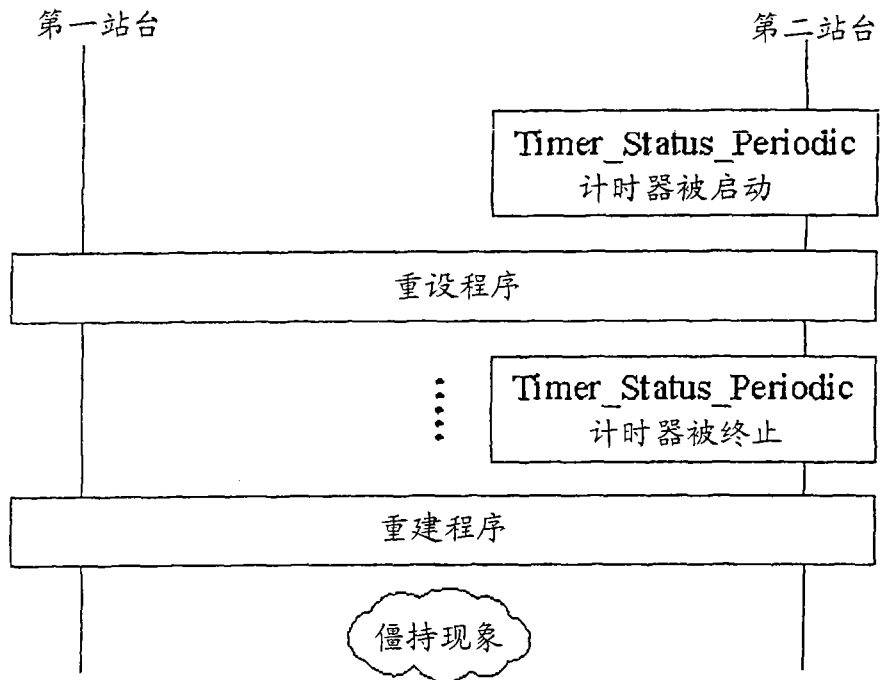 第一站台
第二站台
Timer_Status_Periodic
计时器被启动
重设程序
Timer_Status_Periodic
计时器被终止
重建程序
僵持现象